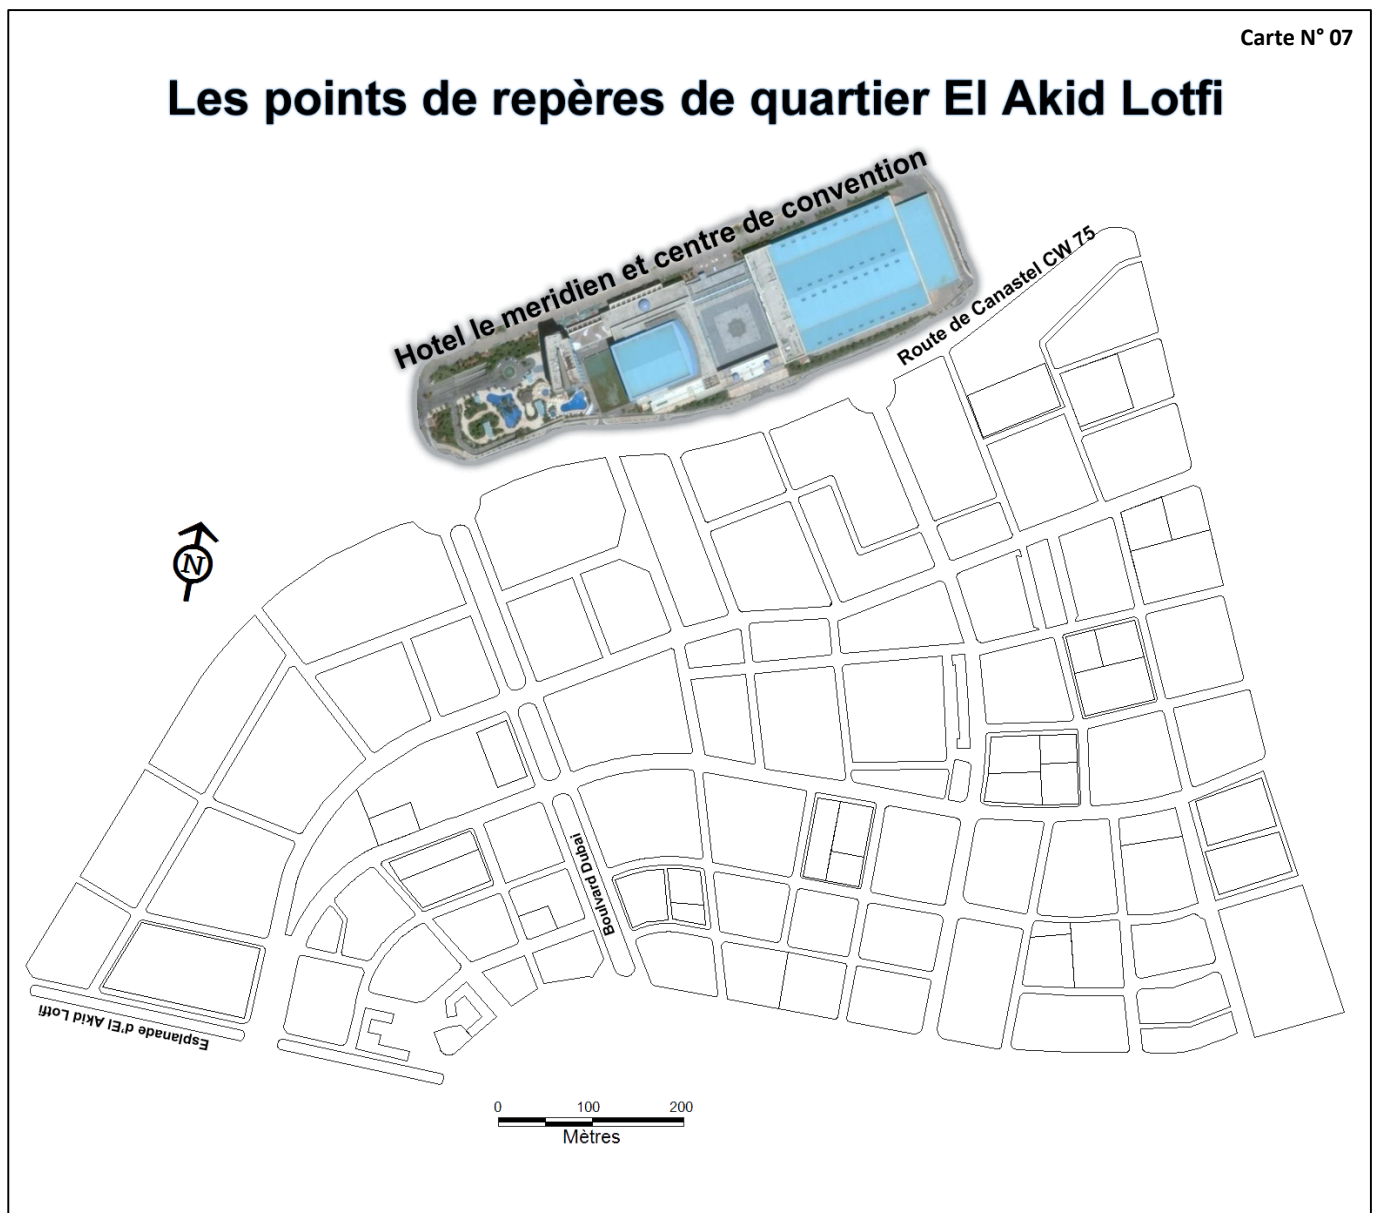 Carte N° 07
Les points de repères de quartier El Akid Lotfi
Hotel le meridien et centre de convention
Route de Canastel CW 75
N
Boulvard Dubai
Esplanade d'El Akid Lotfi
0 100 200
Mètres